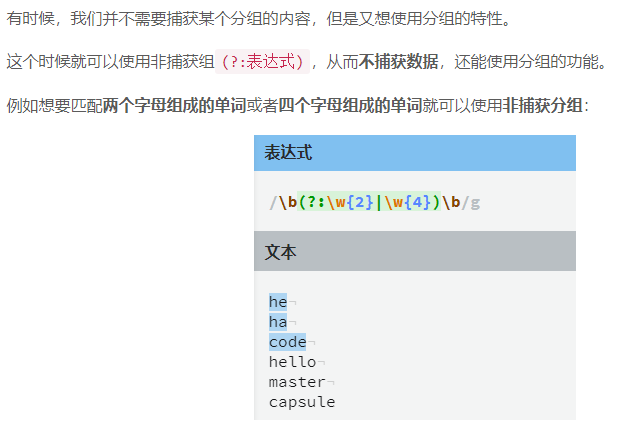 有时候，我们并不需要捕获某个分组的内容，但是又想使用分组的特性。
这个时候就可以使用非捕获组(?:表达式)，从而不捕获数据，还能使用分组的功能。
例如想要匹配两个字母组成的单词或者四个字母组成的单词就可以使用非捕获分组：
表达式
/\b(?:\w{2}|\w{4})\b/g
文本
he¬
ha¬
code¬
hello¬
master¬
capsule